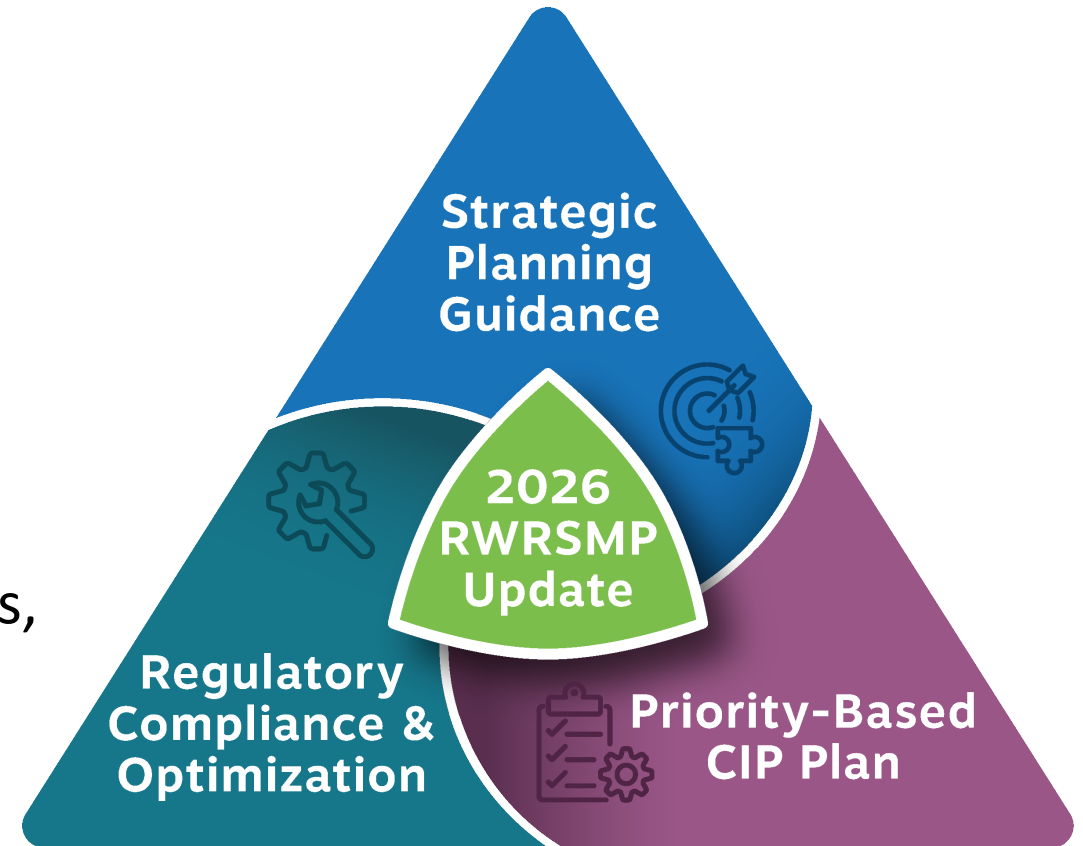 Strategic
Planning
Guidance
2026
RWRSMP
Update
s,
Regulatory
Compliance &
Optimization
Priority-Based
CIP Plan